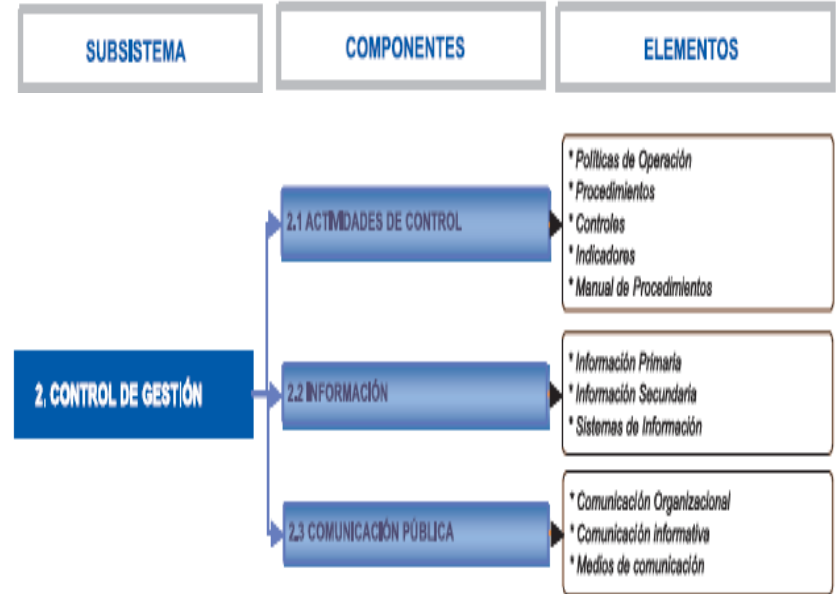 SUBSISTEMA
COMPONENTES
ELEMENTOS
2. CONTROL DE GESTIÓN
2.1 ACTIVIDADES DE CONTROL
* Políticas de Operación
* Procedimientos
* Controles
* Indicadores
* Manual de Procedimientos
2.2 INFORMACIÓN
* Información Primaria
* Información Secundaria
* Sistemas de Información
2.3 COMUNICACIÓN PÚBLICA
* Comunicación Organizacional
* Comunicación informativa
* Medios de comunicación